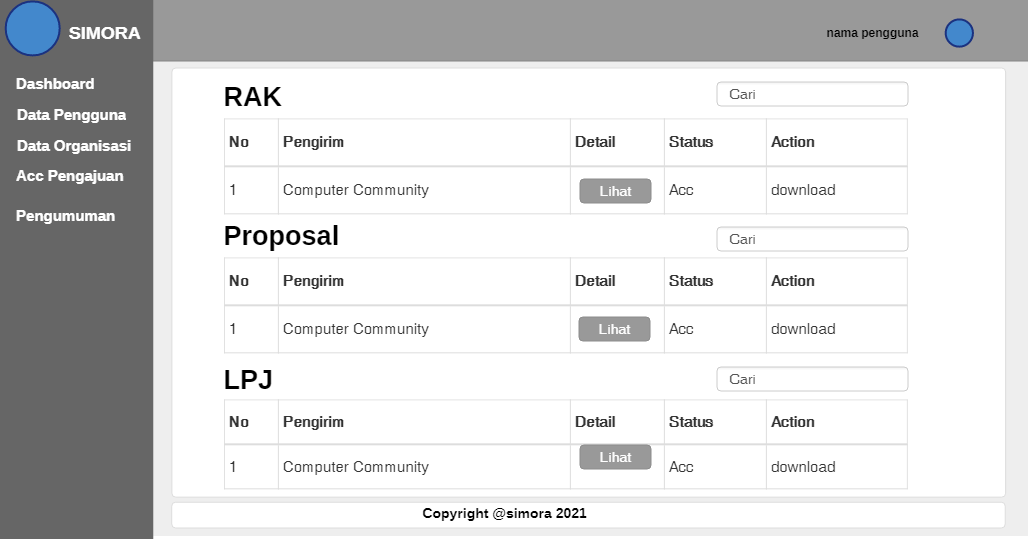 SIMORA
nama pengguna
Dashboard
Data Pengguna
Data Organisasi
Acc Pengajuan
Pengumuman
RAK
Cari
No Pengirim Detail Status Action
1 Computer Community Lihat Acc download
Proposal
Cari
No Pengirim Detail Status Action
1 Computer Community Lihat Acc download
LPJ
Cari
No Pengirim Detail Status Action
1 Computer Community Lihat Acc download
Copyright @simora 2021